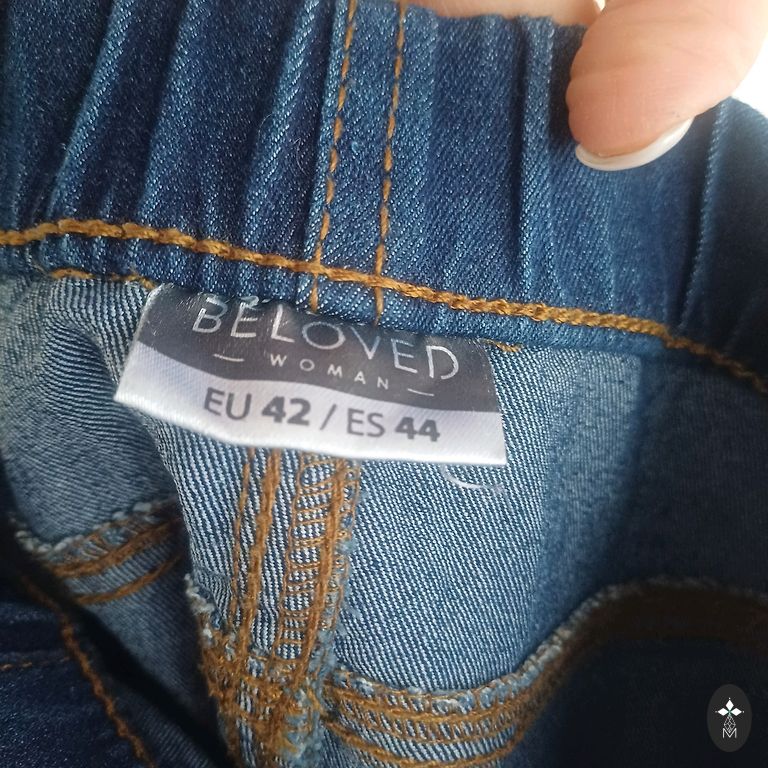 BELOVED
— WOMAN —
EU 42 / ES 44
M